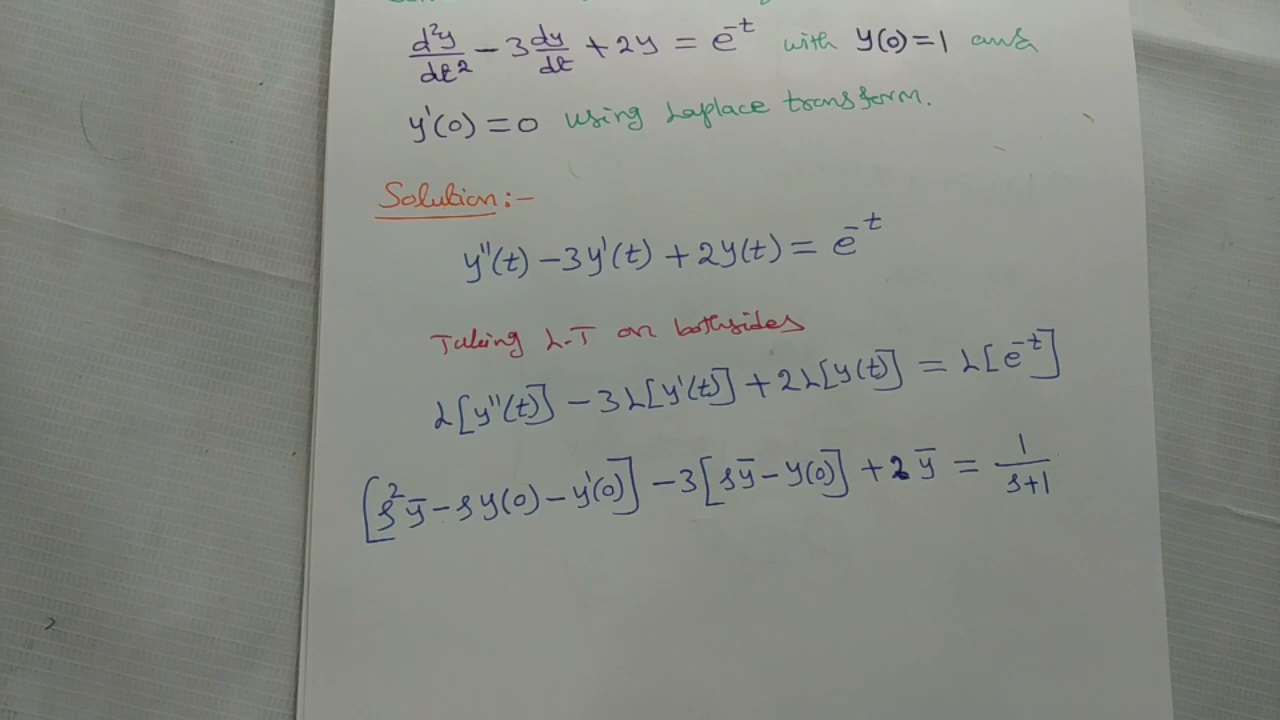 d²y/dt² - 3 dy/dt + 2y = e^-t with y(0)=1 and
y'(0) = 0 using Laplace transform.
Solution:-
y''(t) - 3y'(t) + 2y(t) = e^-t
Taking L.T on bothsides
L[y''(t)] - 3L[y'(t)] + 2L[y(t)] = L[e^-t]
[s²ȳ - sy(0) - y'(0)] - 3[sȳ - y(0)] + 2ȳ = 1/(s+1)